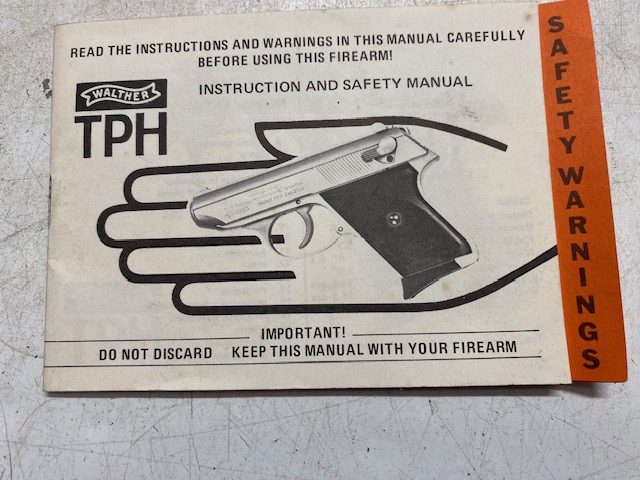 READ THE INSTRUCTIONS AND WARNINGS IN THIS MANUAL CAREFULLY
BEFORE USING THIS FIREARM!
WALTHER
TPH
INSTRUCTION AND SAFETY MANUAL
IMPORTANT!
DO NOT DISCARD KEEP THIS MANUAL WITH YOUR FIREARM
SAFETY WARNINGS